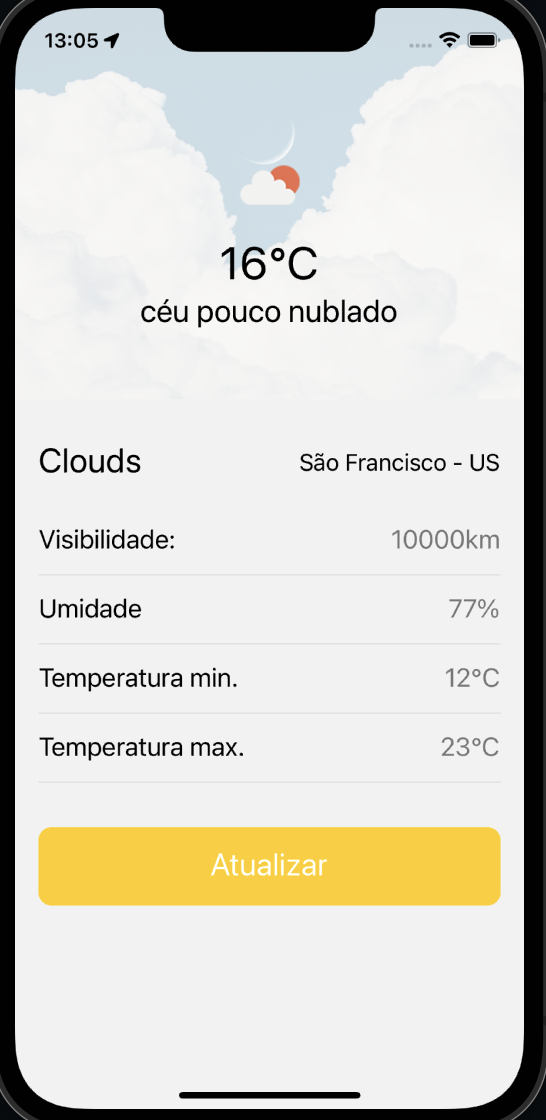 13:05
16°C
céu pouco nublado
Clouds São Francisco - US
Visibilidade: 10000km
Umidade 77%
Temperatura min. 12°C
Temperatura max. 23°C
Atualizar